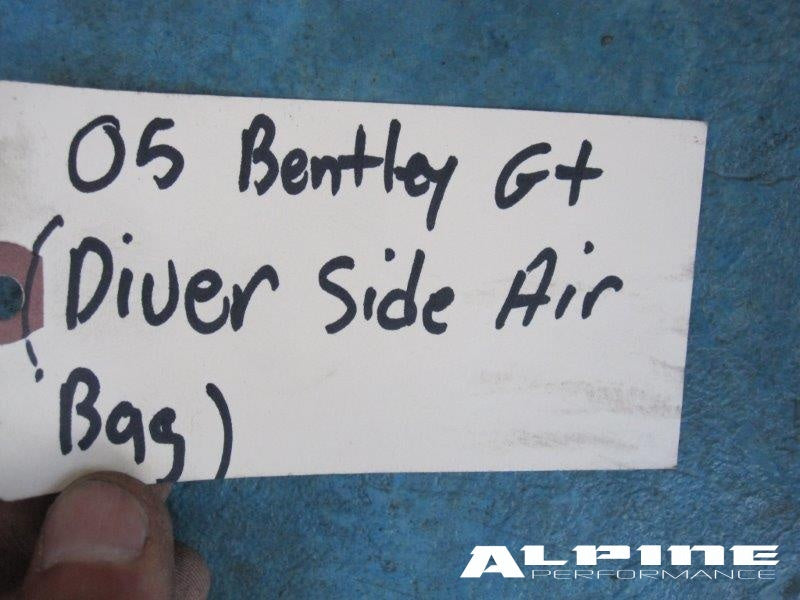 05 Bentley Gt
(Diver Side Air
Bag)
ALPINE
PERFORMANCE